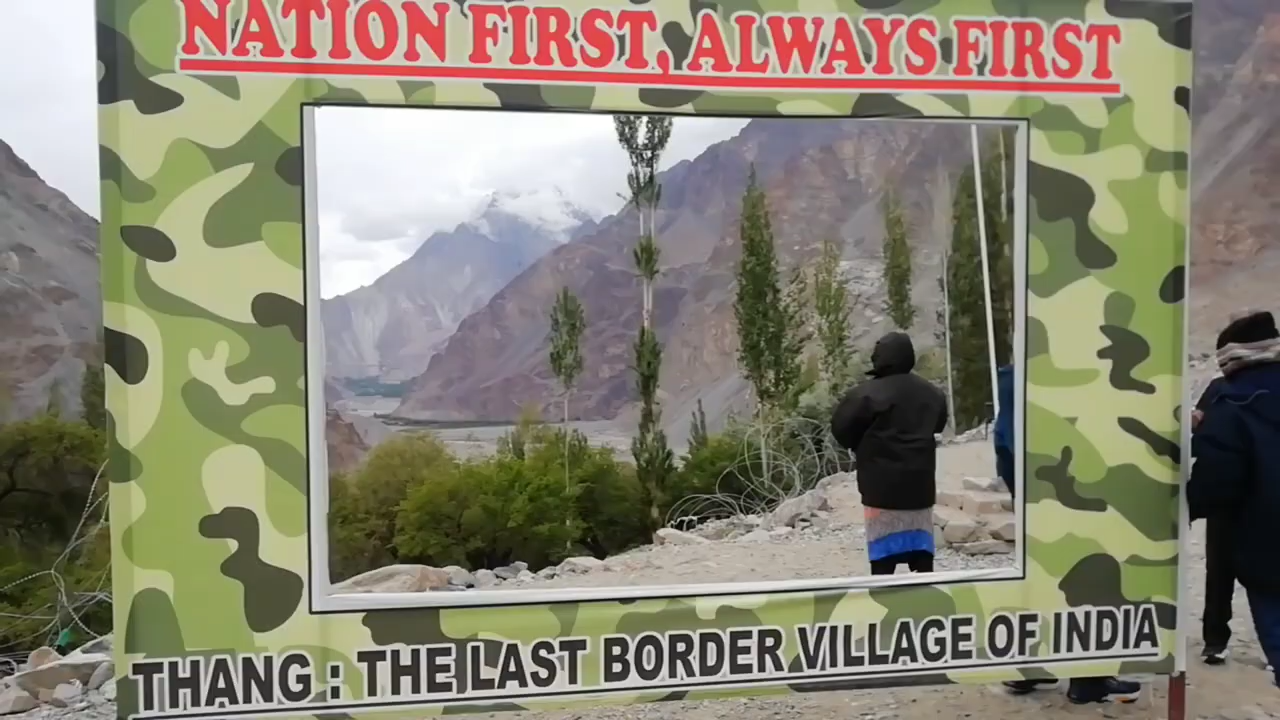 NATION FIRST, ALWAYS FIRST
THANG : THE LAST BORDER VILLAGE OF INDIA